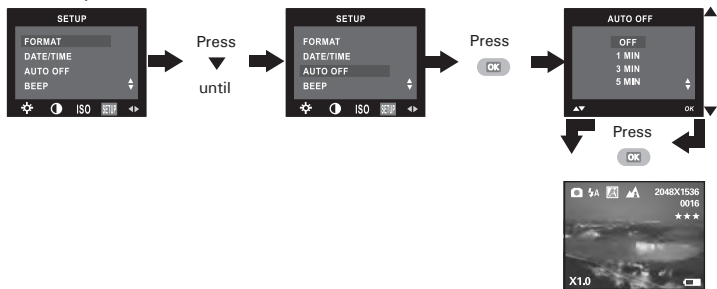 SETUP
FORMAT
DATE/TIME
AUTO OFF
BEEP
ISO SETUP
Press
until
SETUP
FORMAT
DATE/TIME
AUTO OFF
BEEP
ISO SETUP
Press
OK
AUTO OFF
OFF
1 MIN
3 MIN
5 MIN
OK
Press
OK
A 2048X1536
0016
X1.0